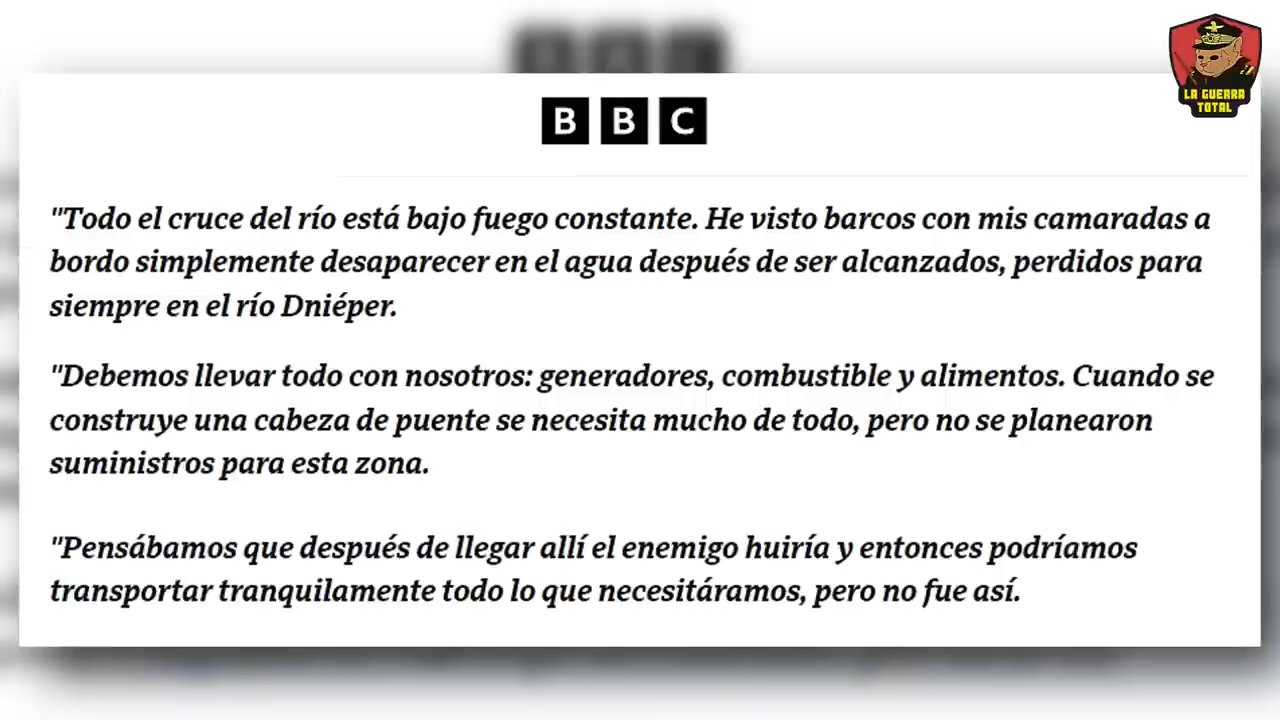 BBC
LA GUERRA
TOTAL
"Todo el cruce del río está bajo fuego constante. He visto barcos con mis camaradas a
bordo simplemente desaparecer en el agua después de ser alcanzados, perdidos para
siempre en el río Dniéper.
"Debemos llevar todo con nosotros: generadores, combustible y alimentos. Cuando se
construye una cabeza de puente se necesita mucho de todo, pero no se planearon
suministros para esta zona.
"Pensábamos que después de llegar allí el enemigo huiría y entonces podríamos
transportar tranquilamente todo lo que necesitáramos, pero no fue así.